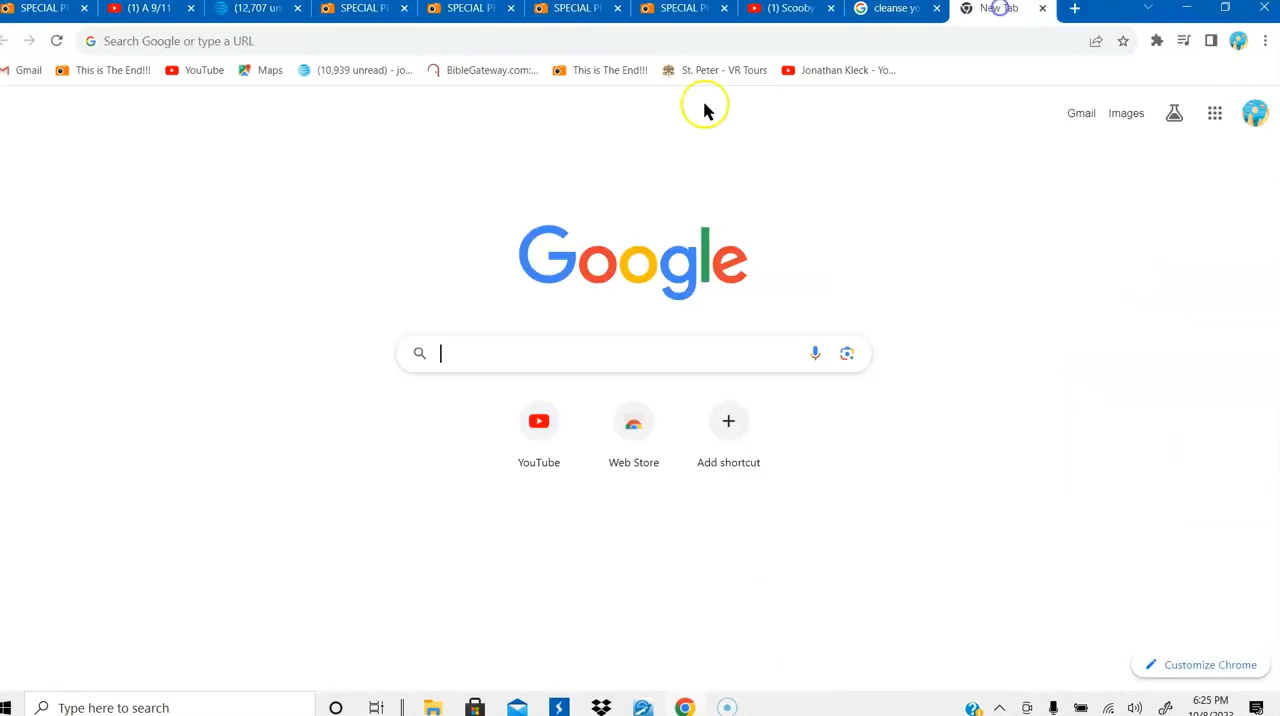 SPECIAL P
(1) A 9/11
(12,707 un
SPECIAL P
SPECIAL P
SPECIAL P
SPECIAL P
(1) Scooby
cleanse yo
New Tab
Search Google or type a URL
Gmail
This is The End!!!
YouTube
Maps
(10,939 unread) - jo...
BibleGateway.com:...
This is The End!!!
St. Peter - VR Tours
Jonathan Kleck - Yo...
Gmail
Images
Google
YouTube
Web Store
Add shortcut
Customize Chrome
Type here to search
6:25 PM
10/8/2023